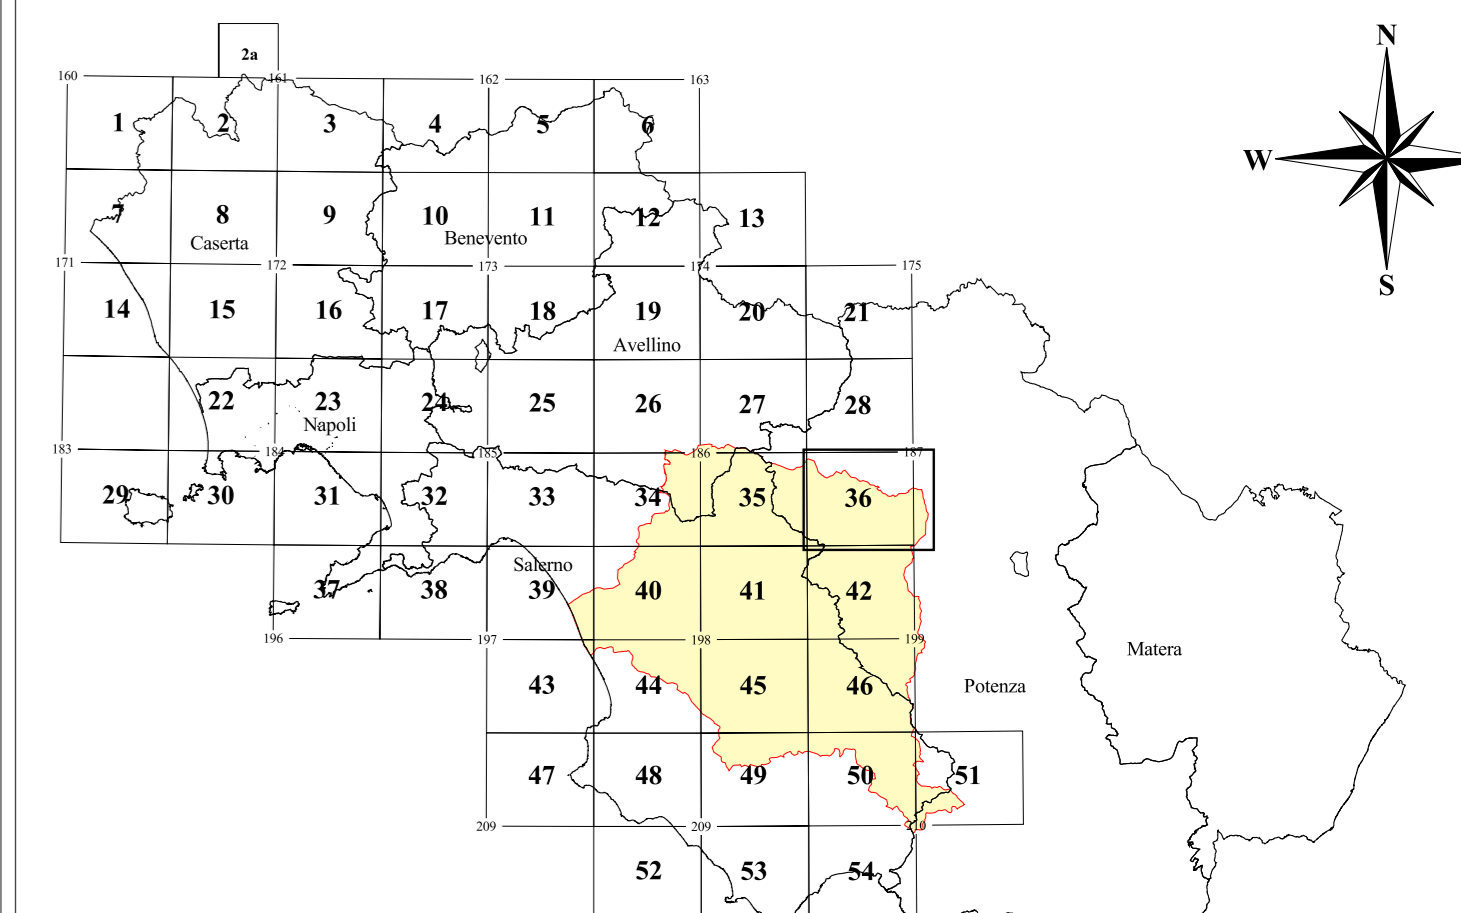 N
2a
160 161 162 163
1 2 3 4 5 6
W
7 8 9 10 11 12 13
Caserta Benevento
171 172 173 174 175
S
14 15 16 17 18 19 20 21
Avellino
22 23 24 25 26 27 28
Napoli
183 184 185 186 187
29 30 31 32 33 34 35 36
Salerno
37 38 39 40 41 42
196 197 198 199
Matera
43 44 45 46 Potenza
47 48 49 50 51
209 209 210
52 53 54